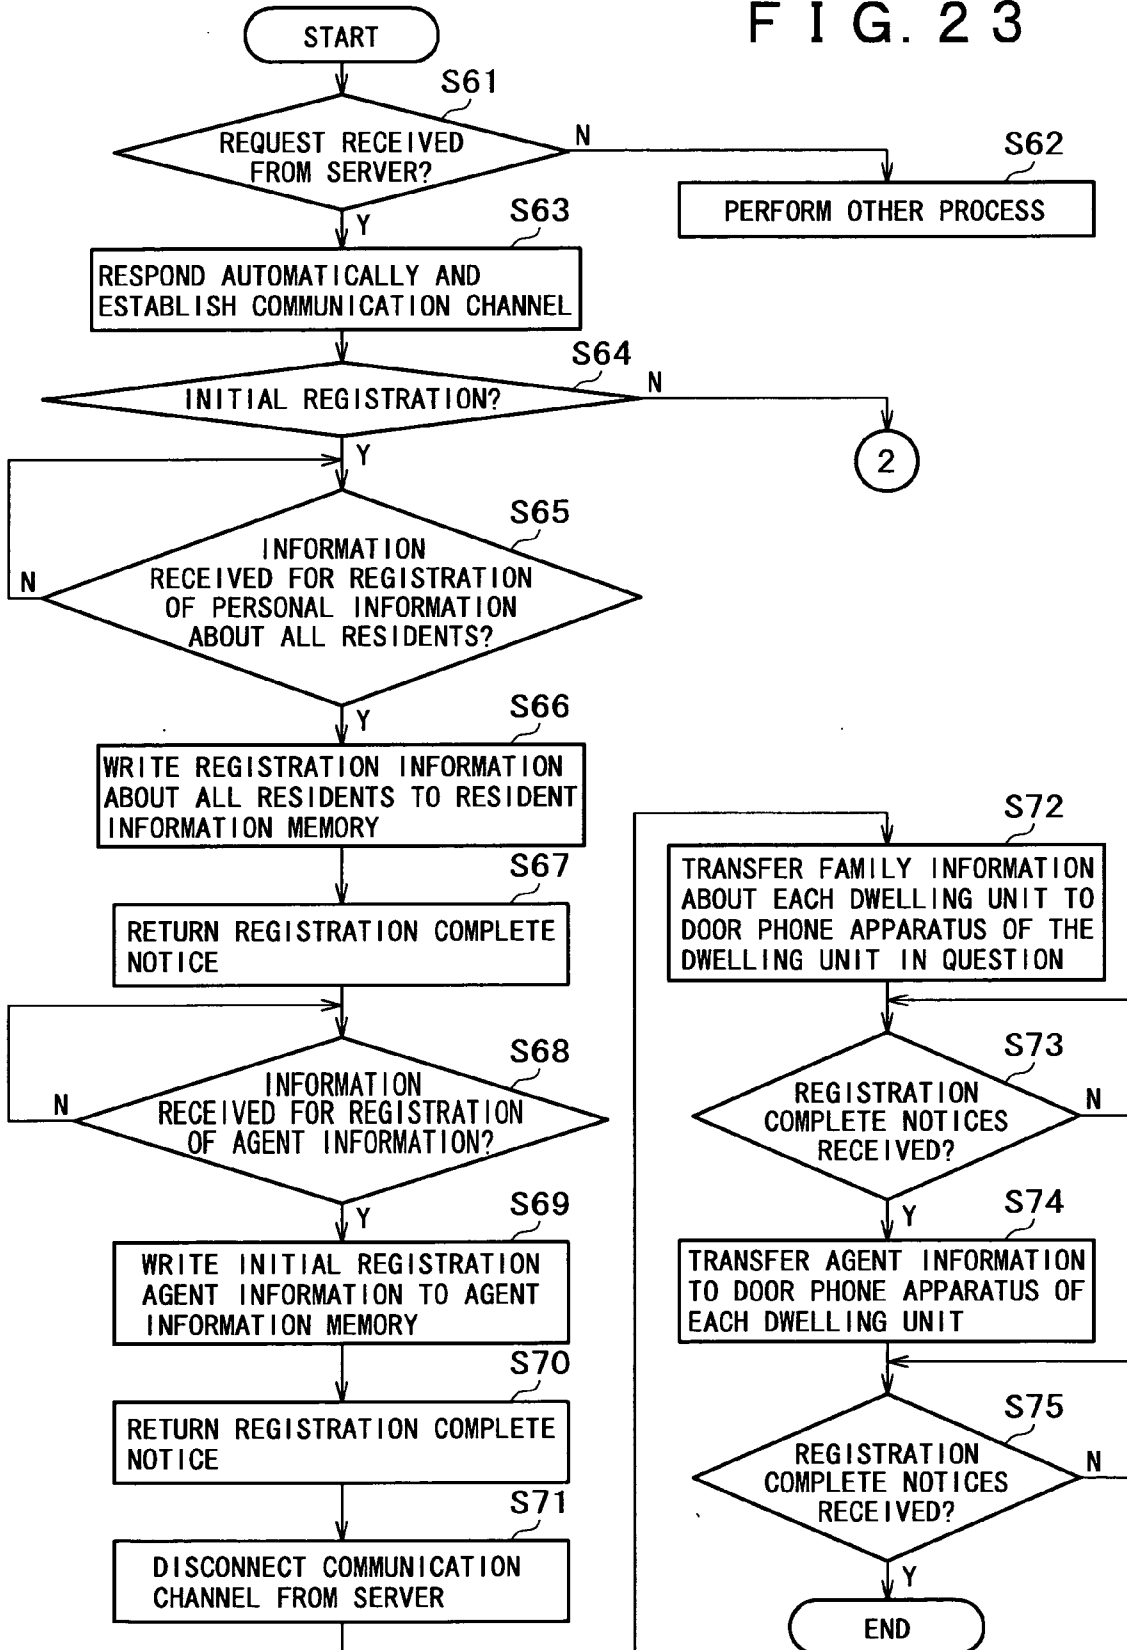 FIG. 23
START
S61
REQUEST RECEIVED
FROM SERVER?
N
Y
S62
PERFORM OTHER PROCESS
S63
RESPOND AUTOMATICALLY AND
ESTABLISH COMMUNICATION CHANNEL
S64
INITIAL REGISTRATION?
N
Y
2
S65
INFORMATION
RECEIVED FOR REGISTRATION
OF PERSONAL INFORMATION
ABOUT ALL RESIDENTS?
N
Y
S66
WRITE REGISTRATION INFORMATION
ABOUT ALL RESIDENTS TO RESIDENT
INFORMATION MEMORY
S67
RETURN REGISTRATION COMPLETE
NOTICE
S68
INFORMATION
RECEIVED FOR REGISTRATION
OF AGENT INFORMATION?
N
Y
S69
WRITE INITIAL REGISTRATION
AGENT INFORMATION TO AGENT
INFORMATION MEMORY
S70
RETURN REGISTRATION COMPLETE
NOTICE
S71
DISCONNECT COMMUNICATION
CHANNEL FROM SERVER
S72
TRANSFER FAMILY INFORMATION
ABOUT EACH DWELLING UNIT TO
DOOR PHONE APPARATUS OF THE
DWELLING UNIT IN QUESTION
S73
REGISTRATION
COMPLETE NOTICES
RECEIVED?
N
Y
S74
TRANSFER AGENT INFORMATION
TO DOOR PHONE APPARATUS OF
EACH DWELLING UNIT
S75
REGISTRATION
COMPLETE NOTICES
RECEIVED?
N
Y
END